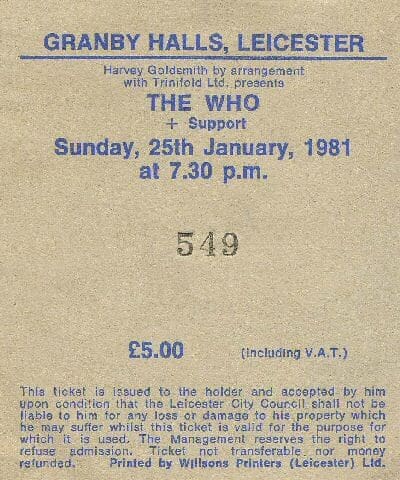 GRANBY HALLS, LEICESTER
Harvey Goldsmith by arrangement
with Trinifold Ltd. presents
THE WHO
+ Support
Sunday, 25th January, 1981
at 7.30 p.m.
549
£5.00 (including V.A.T.)
This ticket is issued to the holder and accepted by him
upon condition that the Leicester City Council shall not be
liable to him for any loss or damage to his property which
he may suffer whilst this ticket is valid for the purpose for
which it is used. The Management reserves the right to
refuse admission. Ticket not transferable nor money
refunded. Printed by Willsons Printers (Leicester) Ltd.